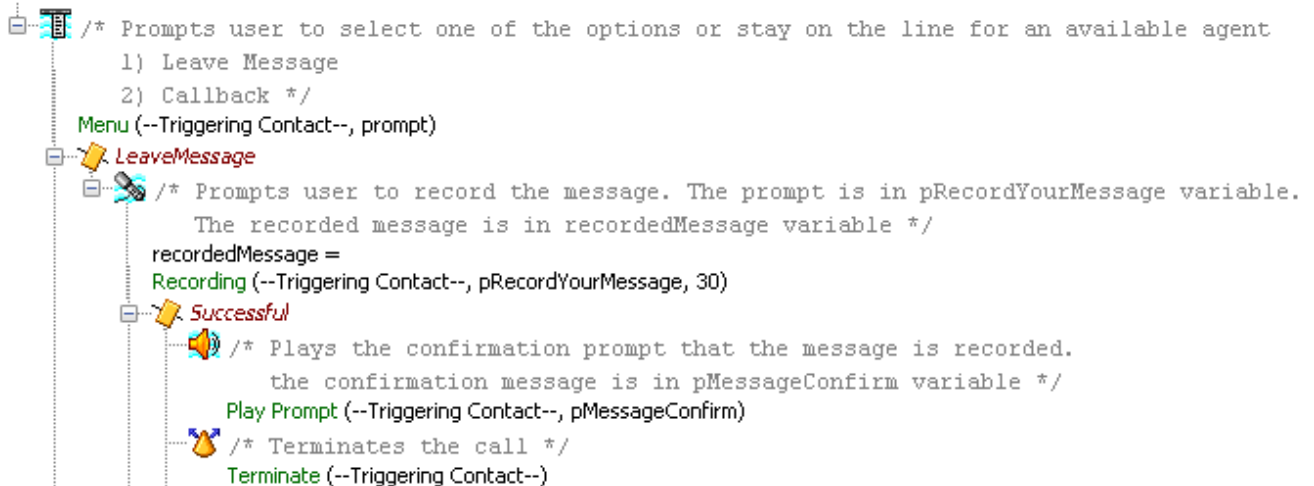 /* Prompts user to select one of the options or stay on the line for an available agent
1) Leave Message
2) Callback */
Menu (--Triggering Contact--, prompt)
LeaveMessage
/* Prompts user to record the message. The prompt is in pRecordYourMessage variable.
The recorded message is in recordedMessage variable */
recordedMessage =
Recording (--Triggering Contact--, pRecordYourMessage, 30)
Successful
/* Plays the confirmation prompt that the message is recorded.
the confirmation message is in pMessageConfirm variable */
Play Prompt (--Triggering Contact--, pMessageConfirm)
/* Terminates the call */
Terminate (--Triggering Contact--)